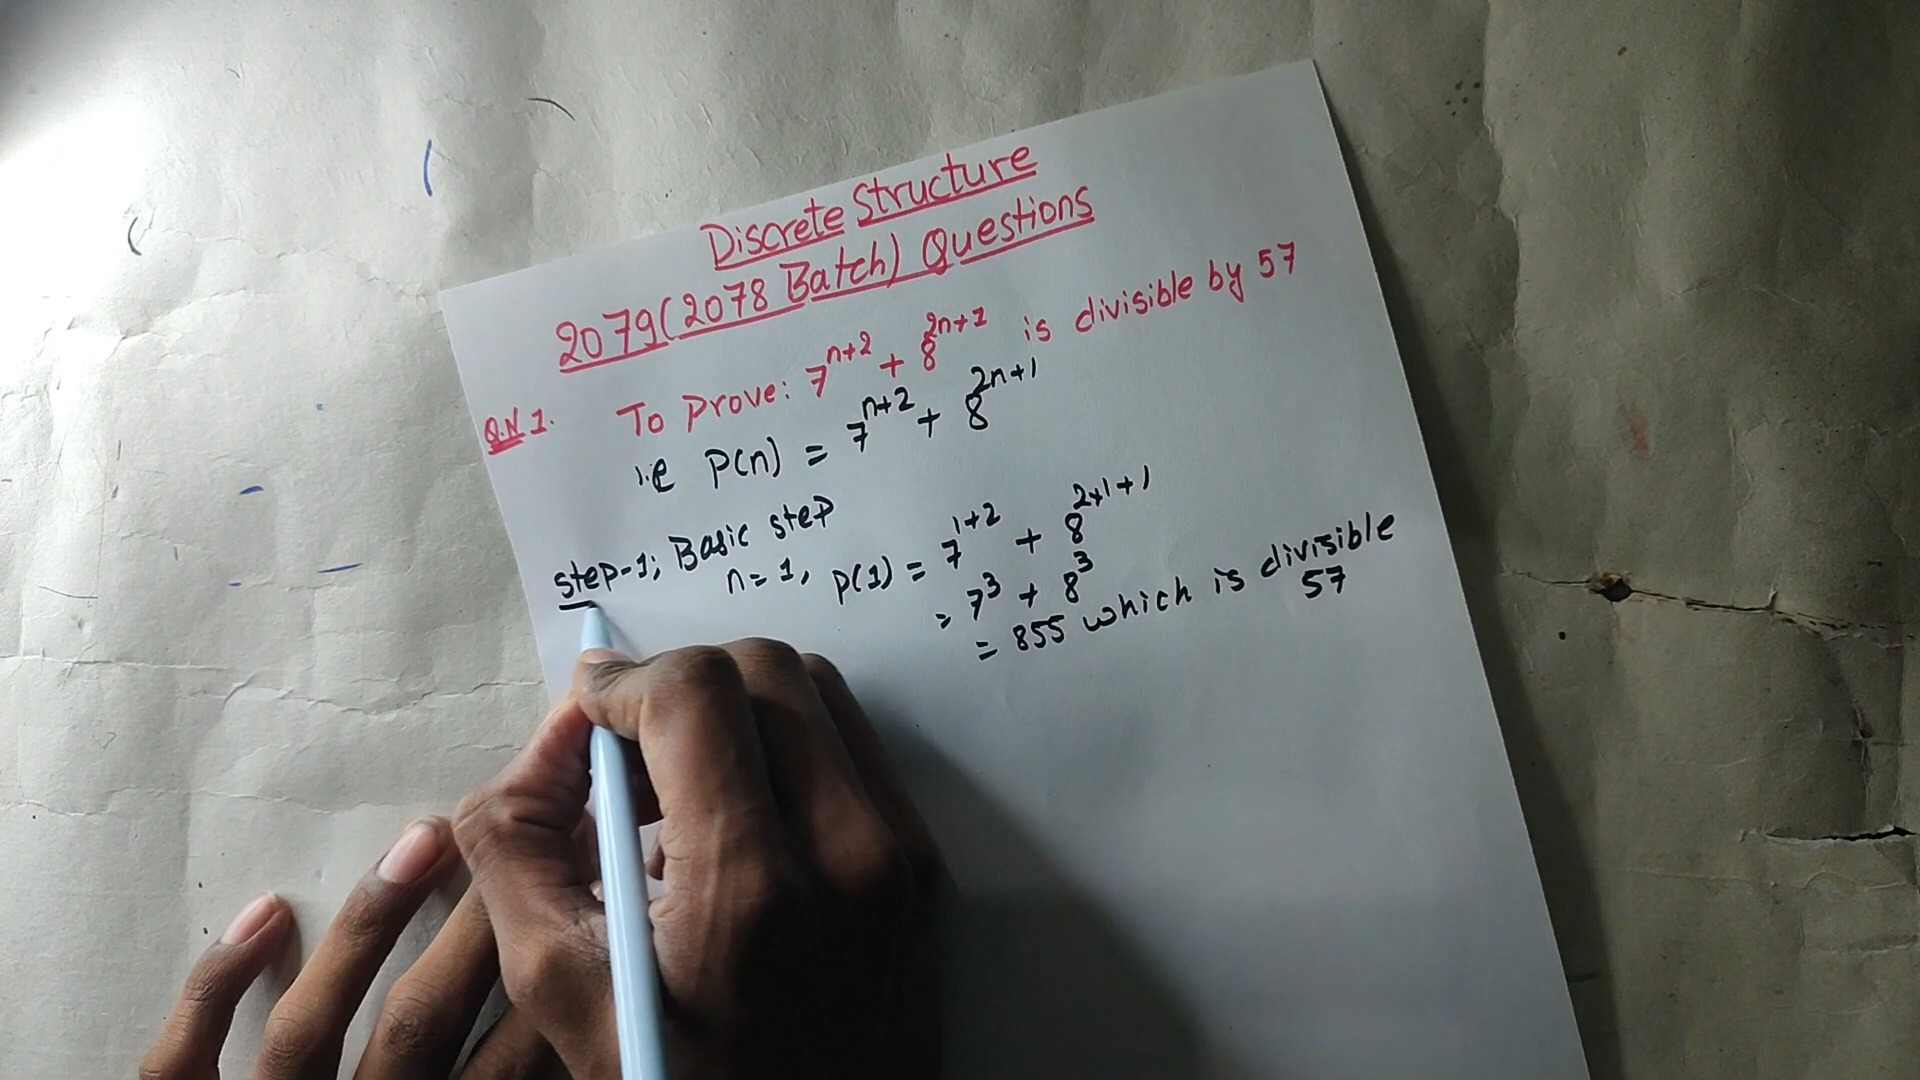 Discrete Structure
2079(2078 Batch) Questions
Q.N 1. To prove: 7^{n+2} + 8^{2n+1} is divisible by 57
i.e P(n) = 7^{n+2} + 8^{2n+1}
Step-1; Basic step
n=1, p(1) = 7^{1+2} + 8^{2*1+1}
= 7^3 + 8^3
= 855 which is divisible
57